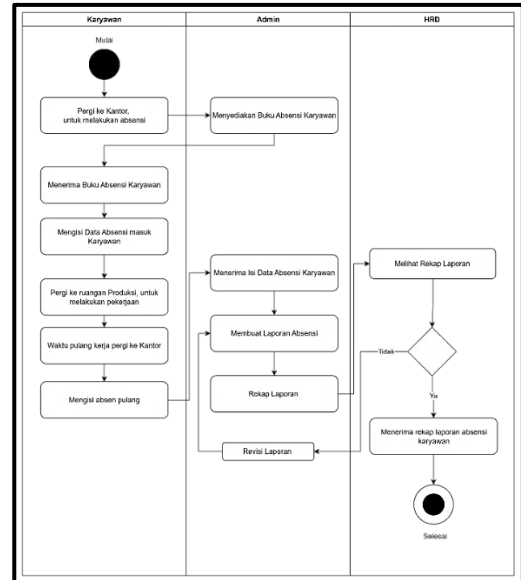 Karyawan
Admin
HRD
Mulai
Pergi ke Kantor,
untuk melakukan absensi
Menyediakan Buku Absensi Karyawan
Menerima Buku Absensi Karyawan
Mengisi Data Absensi masuk
Karyawan
Pergi ke ruangan Produksi, untuk
melakukan pekerjaan
Waktu pulang kerja pergi ke Kantor
Mengisi absen pulang
Menerima Isi Data Absensi Karyawan
Membuat Laporan Absensi
Rekap Laporan
Revisi Laporan
Melihat Rekap Laporan
Tidak
Ya
Menerima rekap laporan absensi
karyawan
Selesai